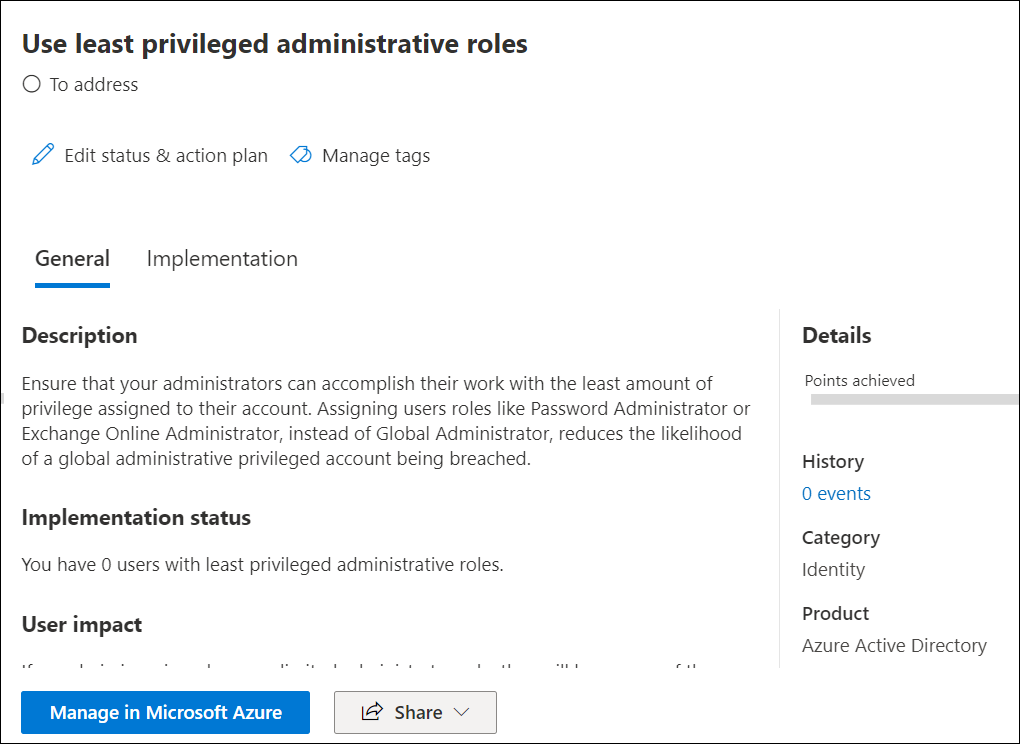 Use least privileged administrative roles
To address
Edit status & action plan
Manage tags
General
Implementation
Description
Ensure that your administrators can accomplish their work with the least amount of
privilege assigned to their account. Assigning users roles like Password Administrator or
Exchange Online Administrator, instead of Global Administrator, reduces the likelihood
of a global administrative privileged account being breached.
Implementation status
You have 0 users with least privileged administrative roles.
User impact
Details
Points achieved
History
0 events
Category
Identity
Product
Azure Active Directory
Manage in Microsoft Azure
Share